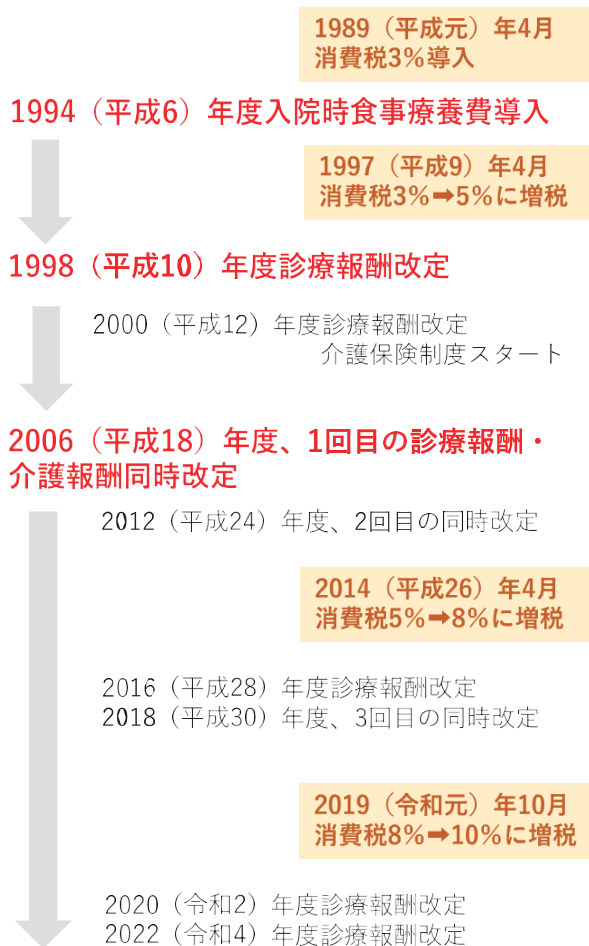 1989（平成元）年4月
消費税3％導入
1994（平成6）年度入院時食事療養費導入
1997（平成9）年4月
消費税3％➡5％に増税
1998（平成10）年度診療報酬改定
2000（平成12）年度診療報酬改定
介護保険制度スタート
2006（平成18）年度、1回目の診療報酬・
介護報酬同時改定
2012（平成24）年度、2回目の同時改定
2014（平成26）年4月
消費税5％➡8％に増税
2016（平成28）年度診療報酬改定
2018（平成30）年度、3回目の同時改定
2019（令和元）年10月
消費税8％➡10％に増税
2020（令和2）年度診療報酬改定
2022（令和4）年度診療報酬改定